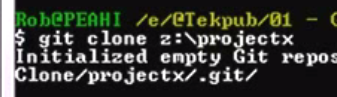 Rob@PEAHI /e/@Tekpub/01 -
$ git clone z:\projectx
Initialized empty Git repos
Clone/projectx/.git/